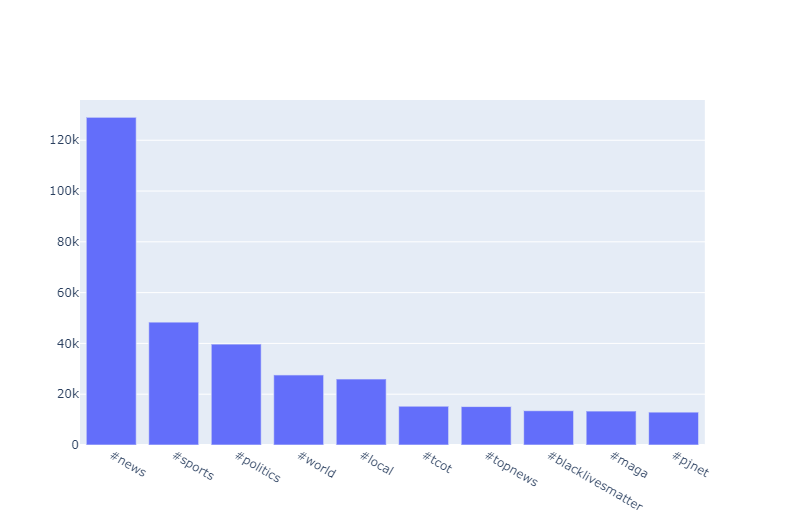 120k
100k
80k
60k
40k
20k
0
#news
#sports
#politics
#world
#local
#tcot
#topnews
#blacklivesmatter
#maga
#pjnet